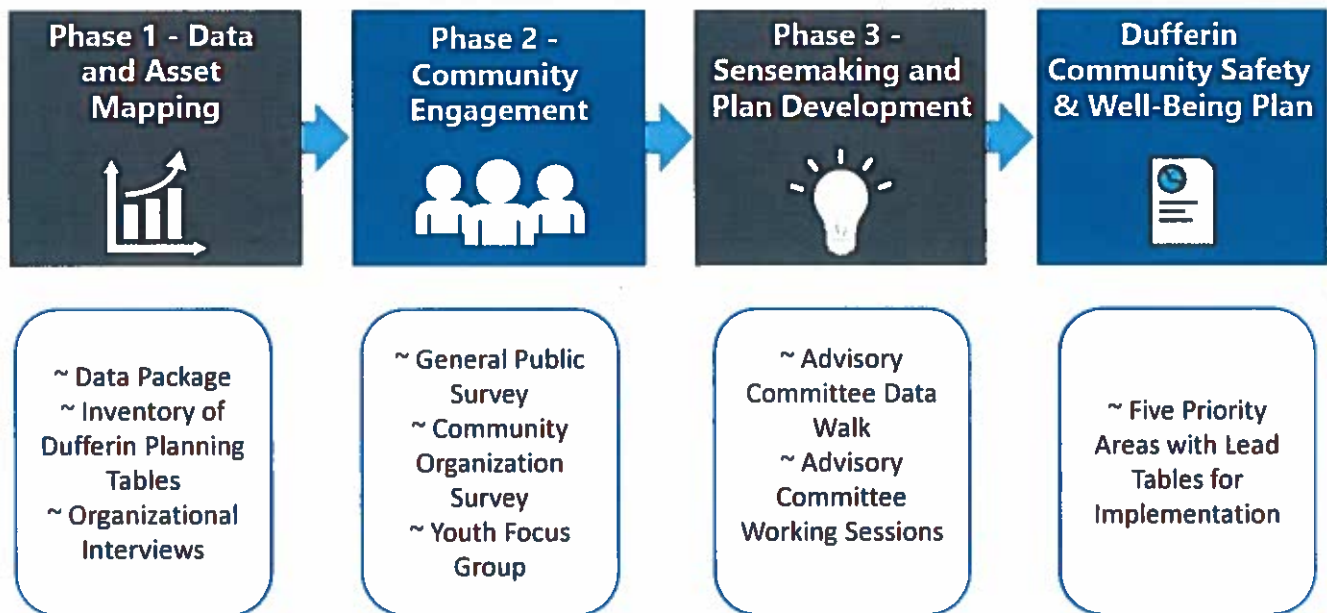 Phase 1 - Data
and Asset
Mapping
Phase 2 -
Community
Engagement
Phase 3 -
Sensemaking and
Plan Development
Dufferin
Community Safety
& Well-Being Plan
~ Data Package
~ Inventory of
Dufferin Planning
Tables
~ Organizational
Interviews
~ General Public
Survey
~ Community
Organization
Survey
~ Youth Focus
Group
~ Advisory
Committee Data
Walk
~ Advisory
Committee
Working Sessions
~ Five Priority
Areas with Lead
Tables for
Implementation